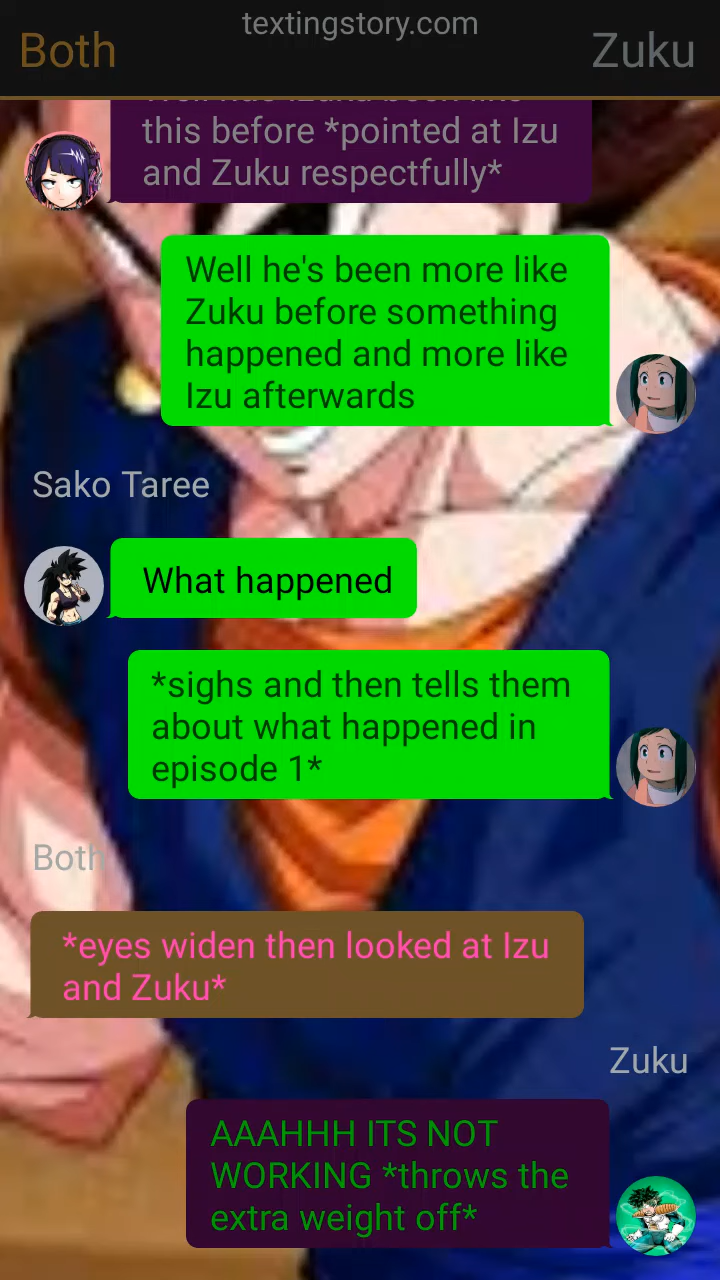 textingstory.com
Both
Zuku
this before *pointed at Izu
and Zuku respectfully*
Well he's been more like
Zuku before something
happened and more like
Izu afterwards
Sako Taree
What happened
*sighs and then tells them
about what happened in
episode 1*
Both
*eyes widen then looked at Izu
and Zuku*
Zuku
AAAHHH ITS NOT
WORKING *throws the
extra weight off*